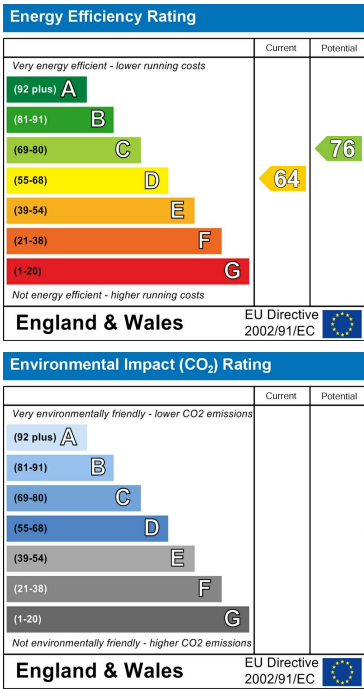 Energy Efficiency Rating
Current Potential
Very energy efficient - lower running costs
(92 plus) A
(81-91) B
(69-80) C
76
(55-68) D
64
(39-54) E
(21-38) F
(1-20) G
Not energy efficient - higher running costs
England & Wales
EU Directive
2002/91/EC
Environmental Impact (CO₂) Rating
Current Potential
Very environmentally friendly - lower CO2 emissions
(92 plus) A
(81-91) B
(69-80) C
(55-68) D
(39-54) E
(21-38) F
(1-20) G
Not environmentally friendly - higher CO2 emissions
England & Wales
EU Directive
2002/91/EC